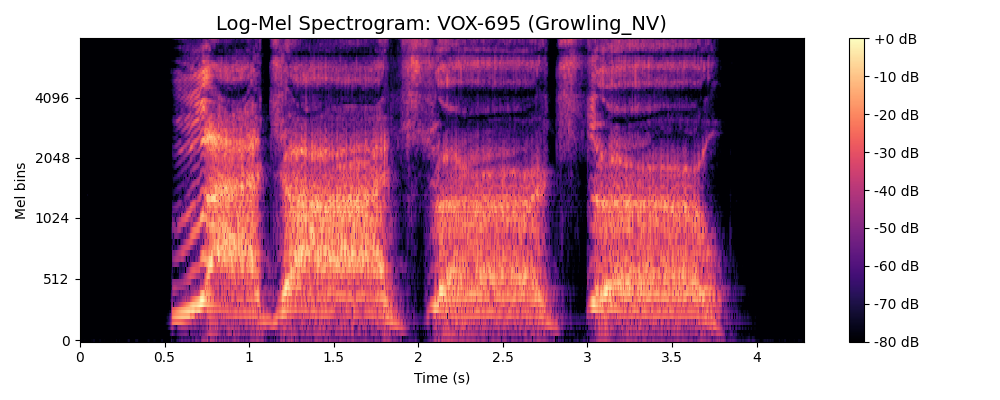 Log-Mel Spectrogram: VOX-695 (Growling_NV)
Mel bins
4096
2048
1024
512
0
0 0.5 1 1.5 2 2.5 3 3.5 4
Time (s)
+0 dB
-10 dB
-20 dB
-30 dB
-40 dB
-50 dB
-60 dB
-70 dB
-80 dB